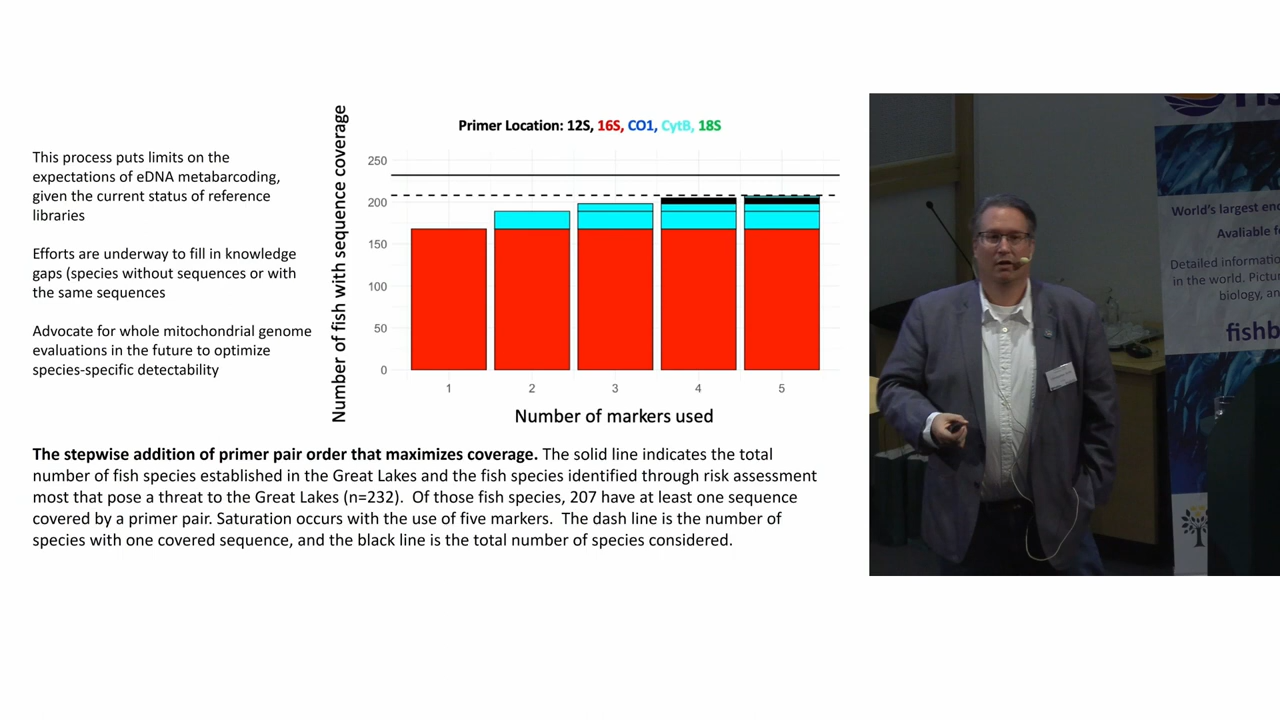 This process puts limits on the
expectations of eDNA metabarcoding,
given the current status of reference
libraries
Efforts are underway to fill in knowledge
gaps (species without sequences or with
the same sequences
Advocate for whole mitochondrial genome
evaluations in the future to optimize
species-specific detectability
Primer Location: 12S, 16S, CO1, CytB, 18S
Number of fish with sequence coverage
250
200
150
100
50
0
1 2 3 4 5
Number of markers used
The stepwise addition of primer pair order that maximizes coverage. The solid line indicates the total
number of fish species established in the Great Lakes and the fish species identified through risk assessment
most that pose a threat to the Great Lakes (n=232). Of those fish species, 207 have at least one sequence
covered by a primer pair. Saturation occurs with the use of five markers. The dash line is the number of
species with one covered sequence, and the black line is the total number of species considered.
World's largest
Detailed
in the world.
biology,
fishb